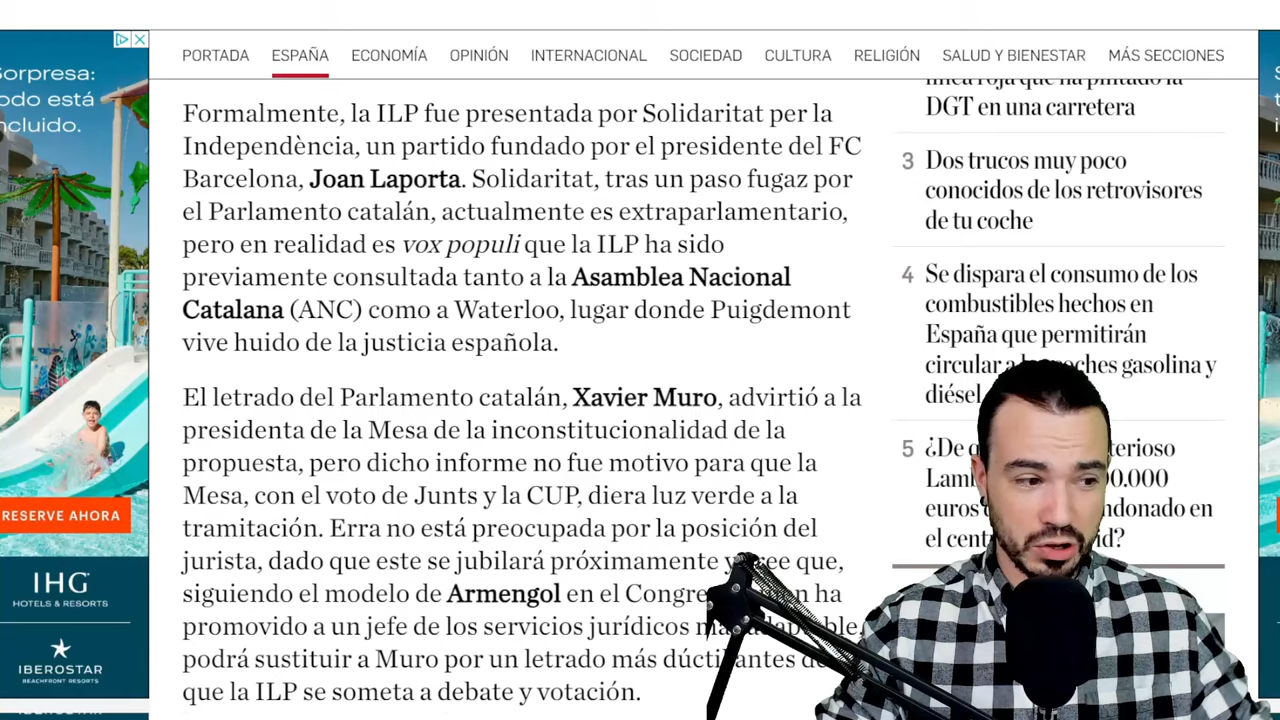 Sorpresa:
odo está
ncluido.
RESERVE AHORA
IHG
HOTELS & RESORTS
IBEROSTAR
BEACHFRONT RESORTS
PORTADA ESPAÑA ECONOMÍA OPINIÓN INTERNACIONAL SOCIEDAD CULTURA RELIGIÓN SALUD Y BIENESTAR MÁS SECCIONES
Formalmente, la ILP fue presentada por Solidaritat per la
Independència, un partido fundado por el presidente del FC
Barcelona, Joan Laporta. Solidaritat, tras un paso fugaz por
el Parlamento catalán, actualmente es extraparlamentario,
pero en realidad es vox populi que la ILP ha sido
previamente consultada tanto a la Asamblea Nacional
Catalana (ANC) como a Waterloo, lugar donde Puigdemont
vive huido de la justicia española.
El letrado del Parlamento catalán, Xavier Muro, advirtió a la
presidenta de la Mesa de la inconstitucionalidad de la
propuesta, pero dicho informe no fue motivo para que la
Mesa, con el voto de Junts y la CUP, diera luz verde a la
tramitación. Erra no está preocupada por la posición del
jurista, dado que este se jubilará próximamente y cree que,
siguiendo el modelo de Armengol en el Congre n ha
promovido a un jefe de los servicios jurídicos
podrá sustituir a Muro por un letrado más dúctil antes de
que la ILP se someta a debate y votación.
línea roja que ha pintado la
DGT en una carretera
3 Dos trucos muy poco
conocidos de los retrovisores
de tu coche
4 Se dispara el consumo de los
combustibles hechos en
España que permitirán
circular a coches gasolina y
diésel
5 ¿De terioso
Lam 00.000
euros ndonado en
el cent id?